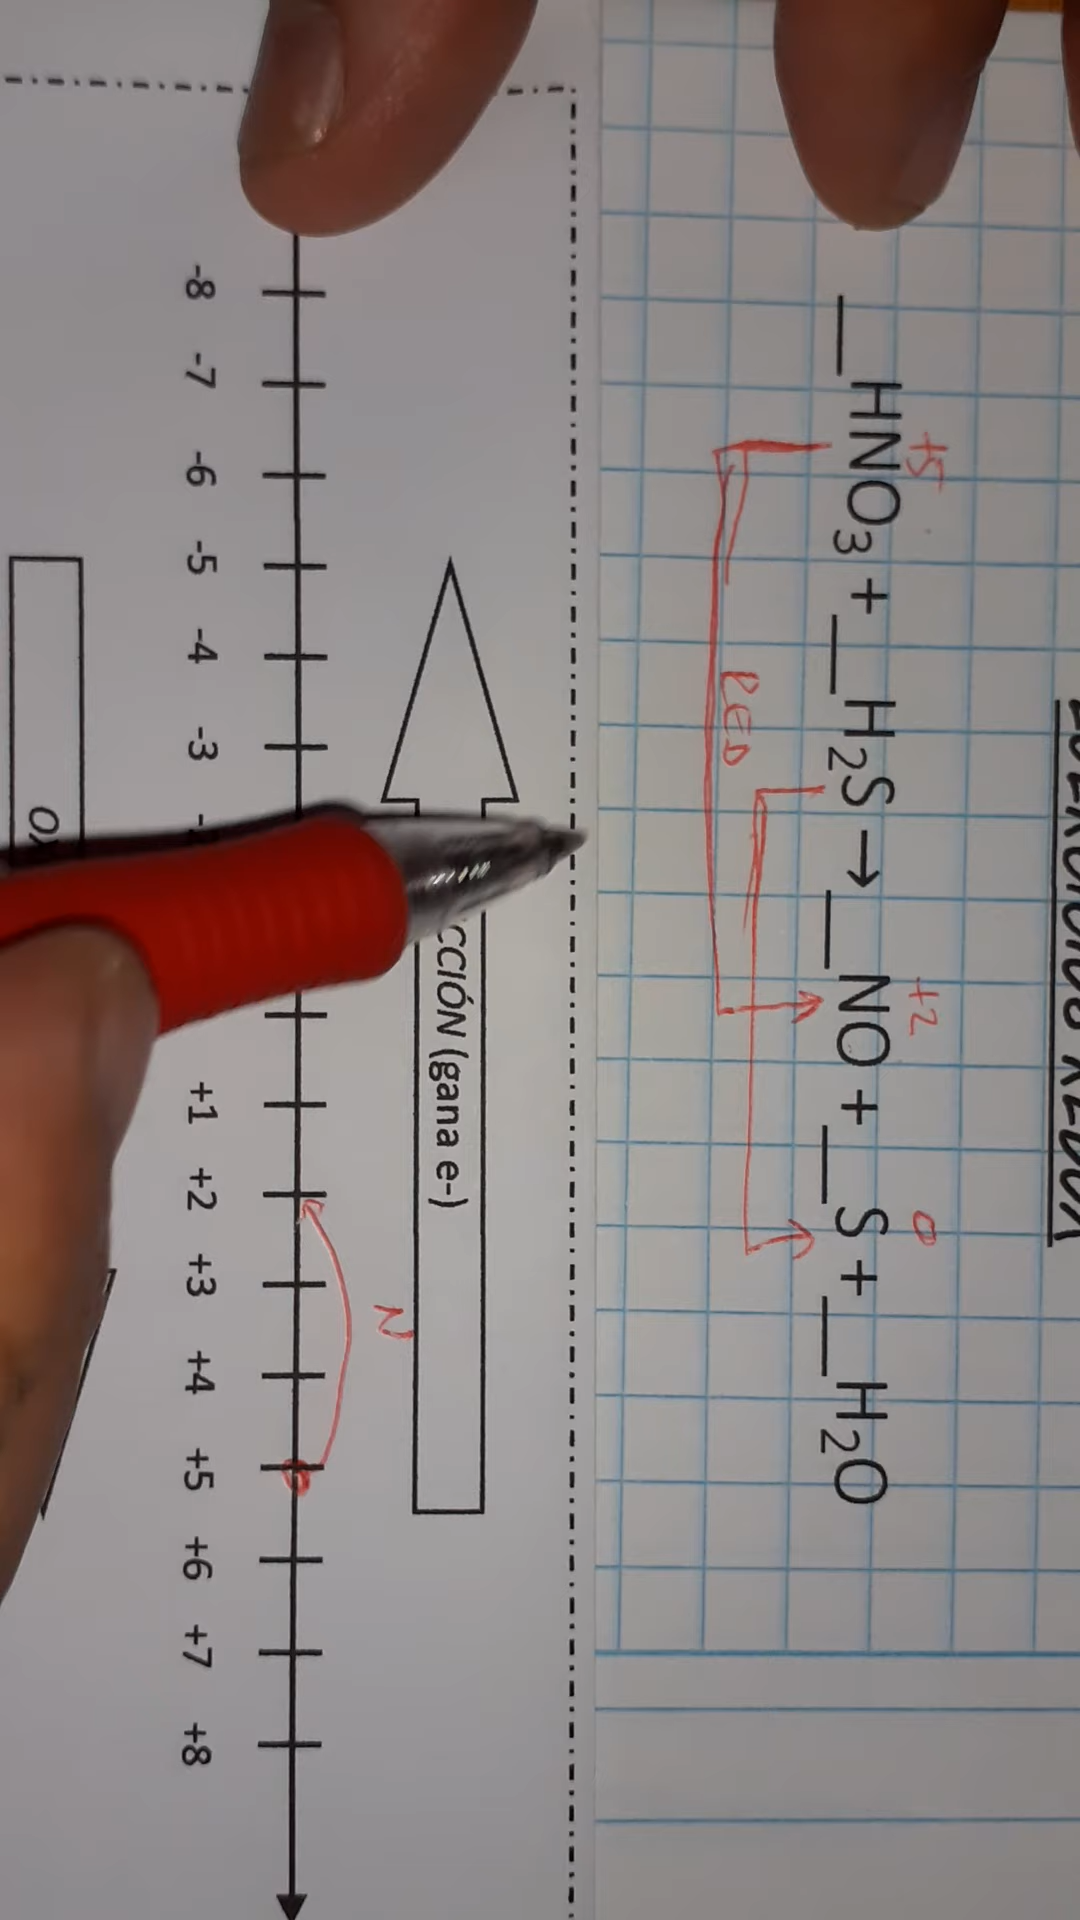 +5 +2 0
__HNO₃ + __H₂S → __NO + __S + __H₂O
RED
(gana e-)
N
-8 -7 -6 -5 -4 -3 +1 +2 +3 +4 +5 +6 +7 +8